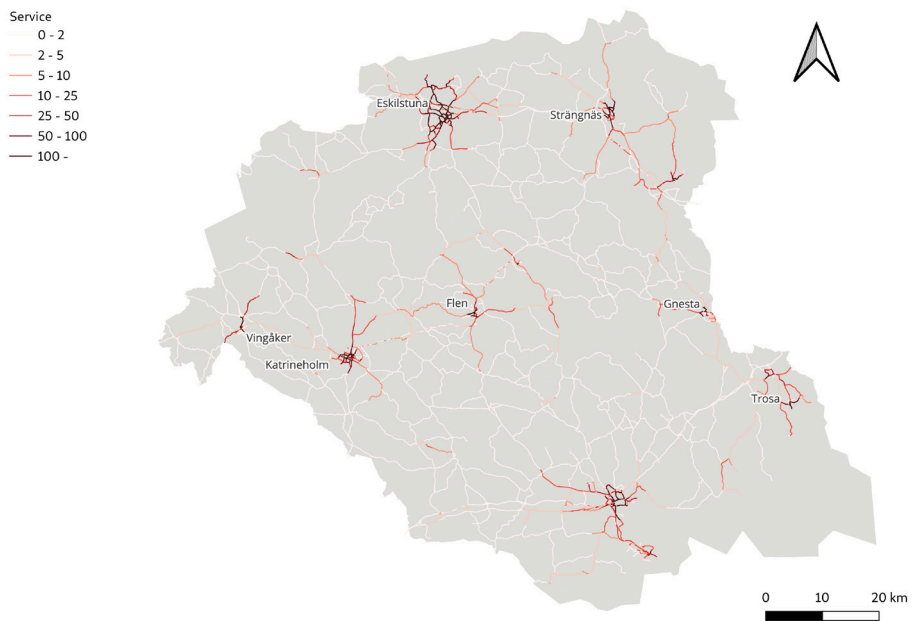 Service
0 - 2
2 - 5
5 - 10
10 - 25
25 - 50
50 - 100
100 -
Eskilstuna
Strängnäs
Flen
Gnesta
Vingåker
Katrineholm
Trosa
0 10 20 km